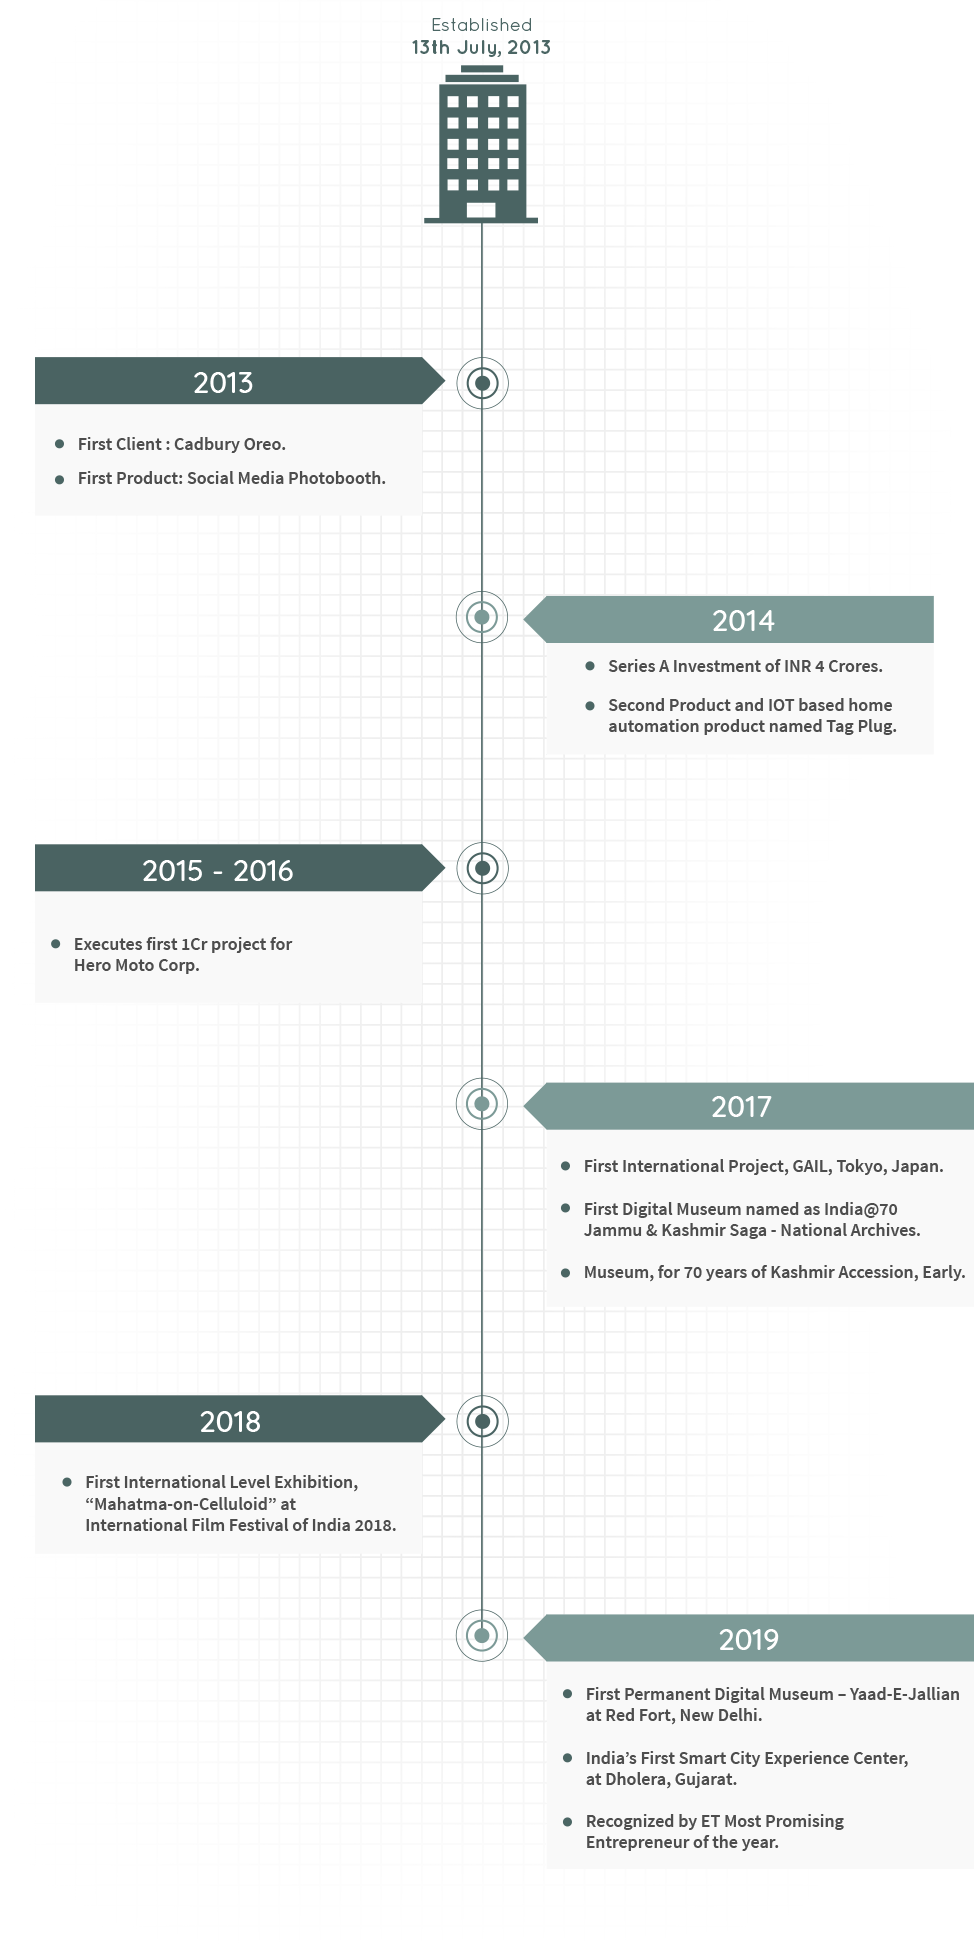 Established
13th July, 2013
2013
First Client : Cadbury Oreo.
First Product: Social Media Photobooth.
2014
Series A Investment of INR 4 Crores.
Second Product and IOT based home
automation product named Tag Plug.
2015 - 2016
Executes first 1Cr project for
Hero Moto Corp.
2017
First International Project, GAIL, Tokyo, Japan.
First Digital Museum named as India@70
Jammu & Kashmir Saga - National Archives.
Museum, for 70 years of Kashmir Accession, Early.
2018
First International Level Exhibition,
“Mahatma-on-Celluloid” at
International Film Festival of India 2018.
2019
First Permanent Digital Museum – Yaad-E-Jallian
at Red Fort, New Delhi.
India’s First Smart City Experience Center,
at Dholera, Gujarat.
Recognized by ET Most Promising
Entrepreneur of the year.